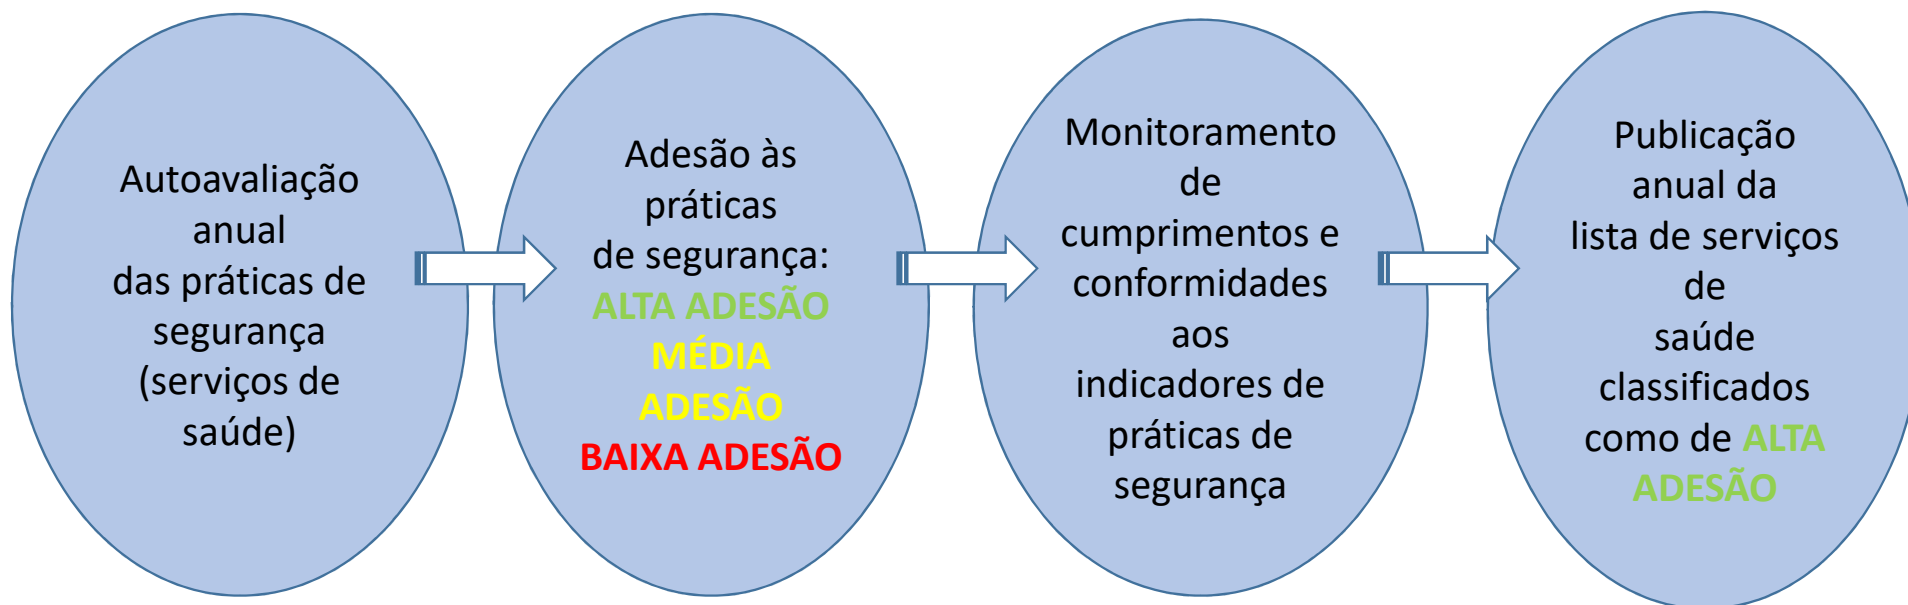 Autoavaliação
anual
das práticas de
segurança
(serviços de
saúde)
Adesão às
práticas
de segurança:
ALTA ADESÃO
MÉDIA
ADESÃO
BAIXA ADESÃO
Monitoramento
de
cumprimentos e
conformidades
aos
indicadores de
práticas de
segurança
Publicação
anual da
lista de serviços
de
saúde
classificados
como de ALTA
ADESÃO